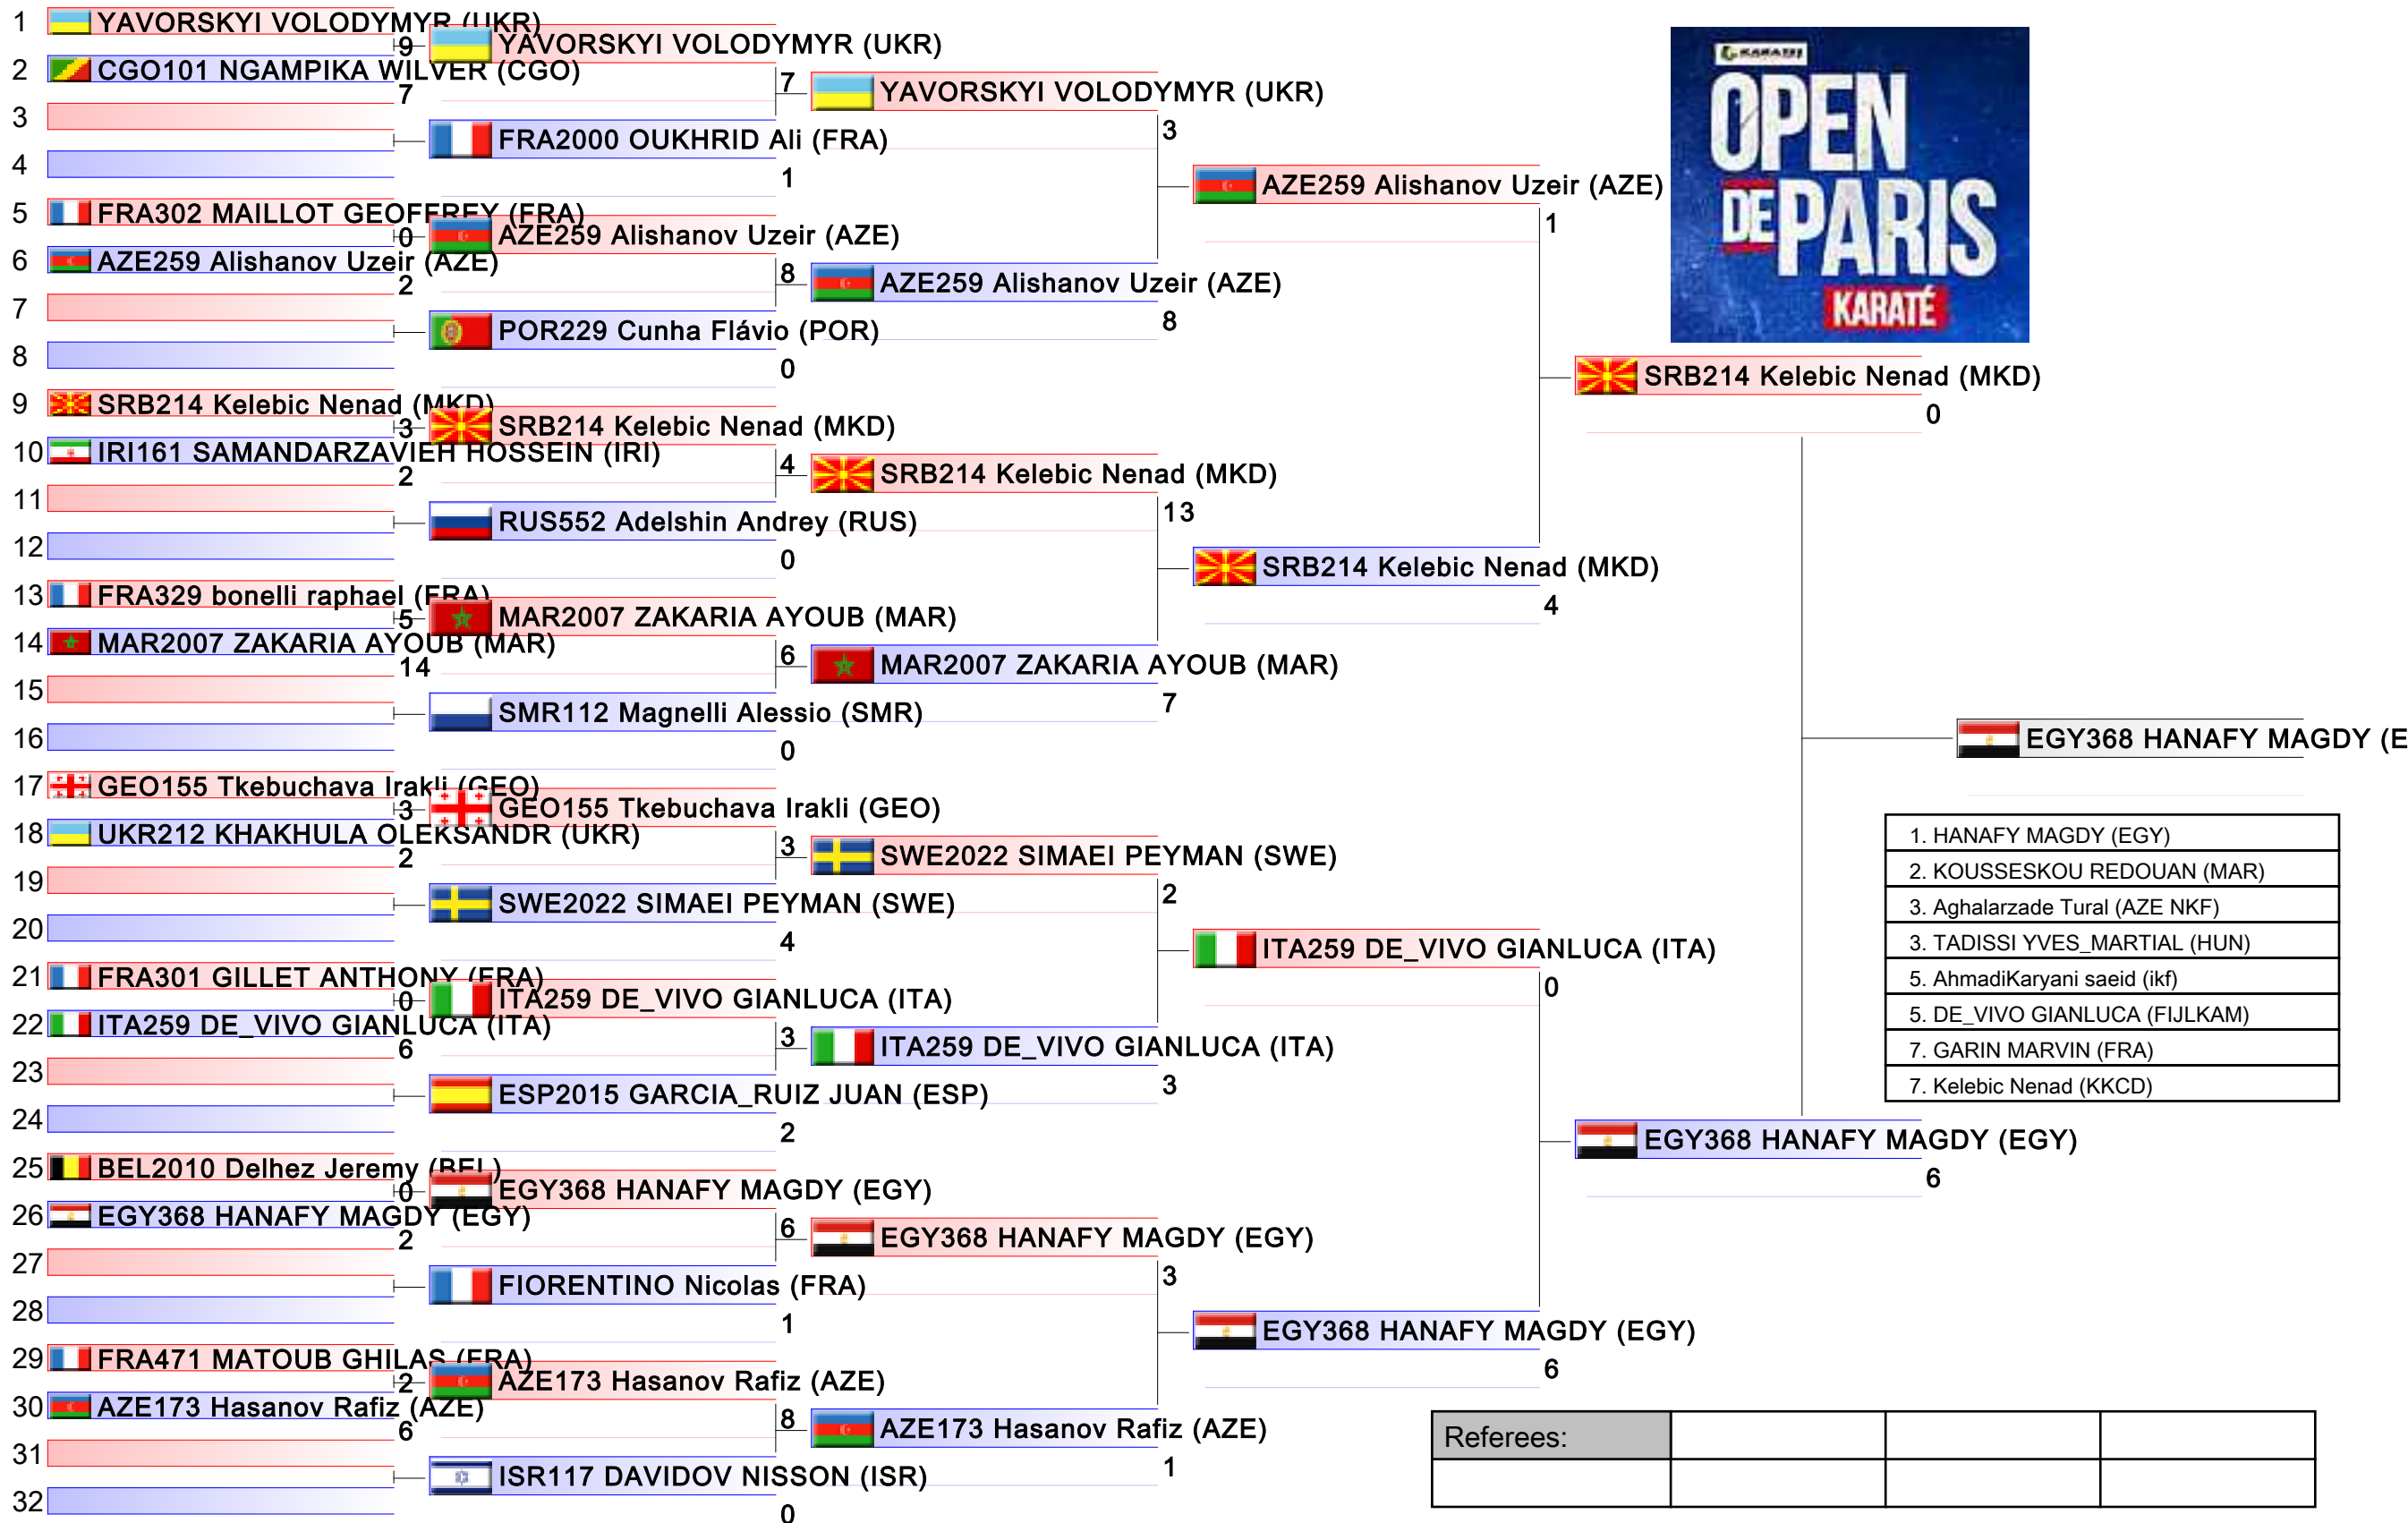 1 YAVORSKYI VOLODYMYR (UKR)
9
2 CGO101 NGAMPIKA WILVER (CGO)
7
3
4
5 FRA302 MAILLOT GEOFFREY (FRA)
0
6 AZE259 Alishanov Uzeir (AZE)
2
7
8
9 SRB214 Kelebic Nenad (MKD)
3
10 IRI161 SAMANDARZAVIEH HOSSEIN (IRI)
2
11
12
13 FRA329 bonelli raphael (FRA)
5
14 MAR2007 ZAKARIA AYOUB (MAR)
14
15
16
17 GEO155 Tkebuchava Irakli (GEO)
3
18 UKR212 KHAKHULA OLEKSANDR (UKR)
2
19
20
21 FRA301 GILLET ANTHONY (FRA)
0
22 ITA259 DE_VIVO GIANLUCA (ITA)
6
23
24
25 BEL2010 Delhez Jeremy (BEL)
0
26 EGY368 HANAFY MAGDY (EGY)
2
27
28
29 FRA471 MATOUB GHILAS (FRA)
2
30 AZE173 Hasanov Rafiz (AZE)
6
31
32
YAVORSKYI VOLODYMYR (UKR)
7
FRA2000 OUKHRID Ali (FRA)
1
AZE259 Alishanov Uzeir (AZE)
8
POR229 Cunha Flávio (POR)
0
SRB214 Kelebic Nenad (MKD)
4
RUS552 Adelshin Andrey (RUS)
0
MAR2007 ZAKARIA AYOUB (MAR)
6
SMR112 Magnelli Alessio (SMR)
0
GEO155 Tkebuchava Irakli (GEO)
3
SWE2022 SIMAEI PEYMAN (SWE)
4
ITA259 DE_VIVO GIANLUCA (ITA)
3
ESP2015 GARCIA_RUIZ JUAN (ESP)
2
EGY368 HANAFY MAGDY (EGY)
6
FIORENTINO Nicolas (FRA)
1
AZE173 Hasanov Rafiz (AZE)
8
ISR117 DAVIDOV NISSON (ISR)
0
YAVORSKYI VOLODYMYR (UKR)
3
AZE259 Alishanov Uzeir (AZE)
8
SRB214 Kelebic Nenad (MKD)
13
MAR2007 ZAKARIA AYOUB (MAR)
7
SWE2022 SIMAEI PEYMAN (SWE)
2
ITA259 DE_VIVO GIANLUCA (ITA)
3
EGY368 HANAFY MAGDY (EGY)
3
AZE173 Hasanov Rafiz (AZE)
1
AZE259 Alishanov Uzeir (AZE)
1
SRB214 Kelebic Nenad (MKD)
4
ITA259 DE_VIVO GIANLUCA (ITA)
0
EGY368 HANAFY MAGDY (EGY)
6
KARATE1
OPEN
DE PARIS
KARATÉ
SRB214 Kelebic Nenad (MKD)
0
EGY368 HANAFY MAGDY (EGY)
6
EGY368 HANAFY MAGDY (E
1. HANAFY MAGDY (EGY)
2. KOUSSESKOU REDOUAN (MAR)
3. Aghalarzade Tural (AZE NKF)
3. TADISSI YVES_MARTIAL (HUN)
5. AhmadiKaryani saeid (ikf)
5. DE_VIVO GIANLUCA (FIJLKAM)
7. GARIN MARVIN (FRA)
7. Kelebic Nenad (KKCD)
Referees: